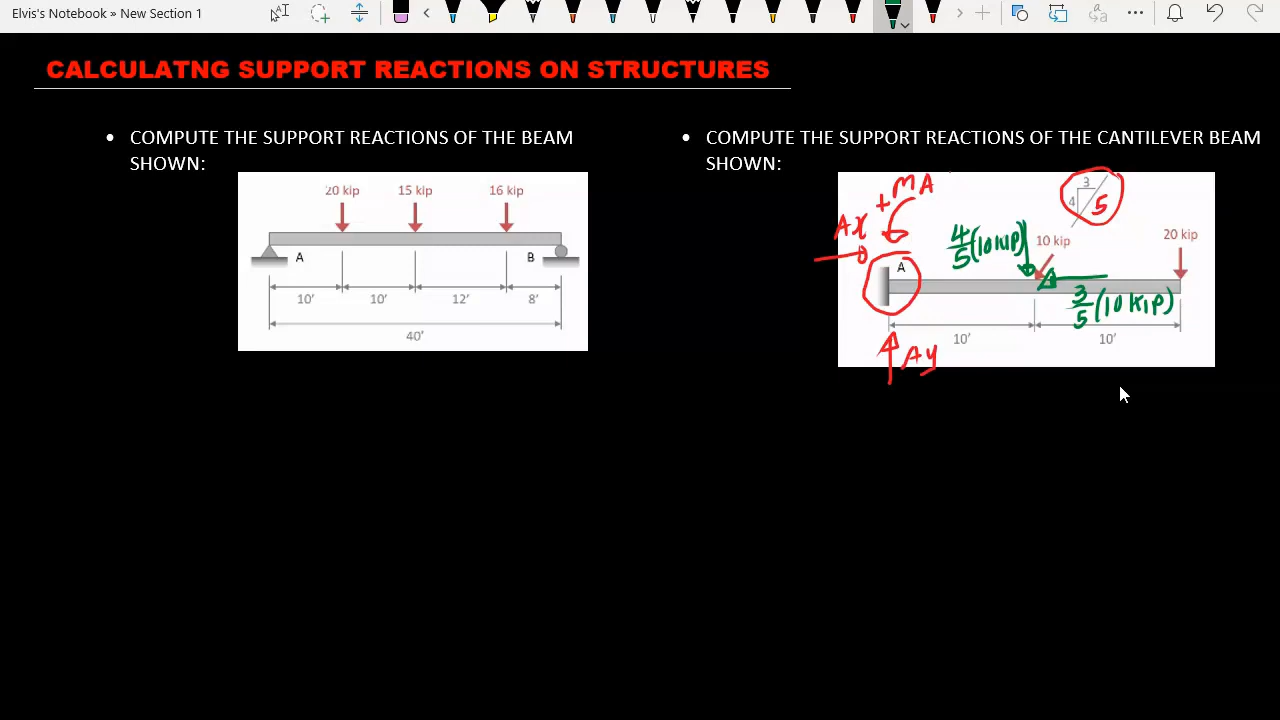 Elvis's Notebook » New Section 1
CALCULATNG SUPPORT REACTIONS ON STRUCTURES
• COMPUTE THE SUPPORT REACTIONS OF THE BEAM
SHOWN:
20 kip 15 kip 16 kip
A B
10' 10' 12' 8'
40'
• COMPUTE THE SUPPORT REACTIONS OF THE CANTILEVER BEAM
SHOWN:
+ MA
3
4 5
Ax
4/5 (10 kip)
10 kip
20 kip
A
3/5 (10 KIP)
10' 10'
Ay